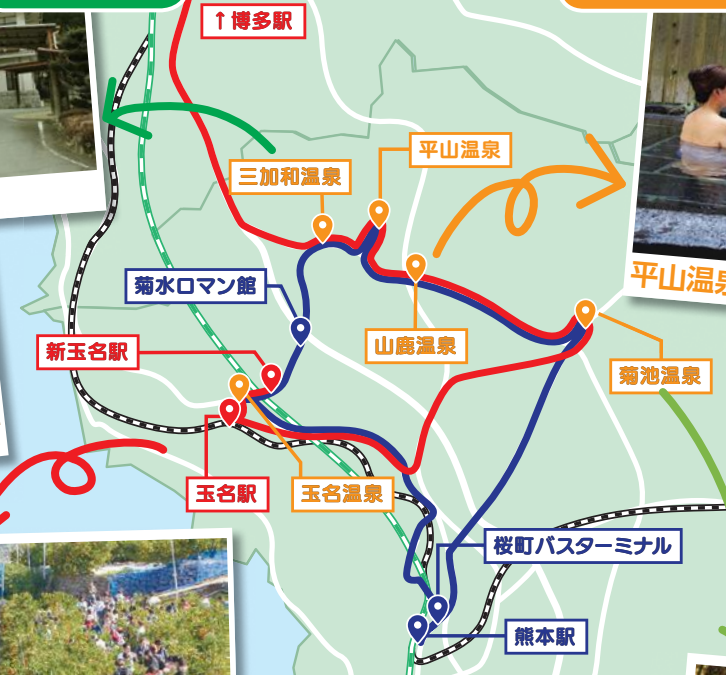 ↑博多駅
平山温泉
三加和温泉
平山温泉
菊水ロマン館
新玉名駅
山鹿温泉
菊池温泉
玉名駅
玉名温泉
桜町バスターミナル
熊本駅